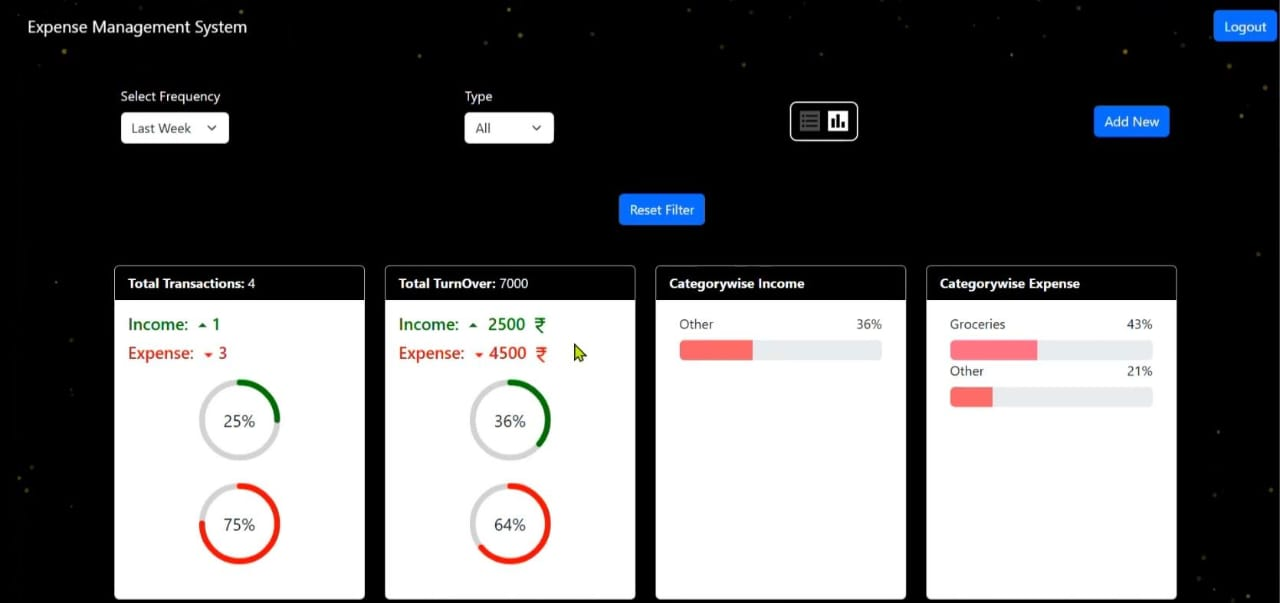 Expense Management System
Logout
Select Frequency
Type
Last Week
All
Add New
Reset Filter
Total Transactions: 4
Income: 1
Expense: 3
25%
75%
Total TurnOver: 7000
Income: 2500 ₹
Expense: 4500 ₹
36%
64%
Categorywise Income
Other 36%
Categorywise Expense
Groceries 43%
Other 21%